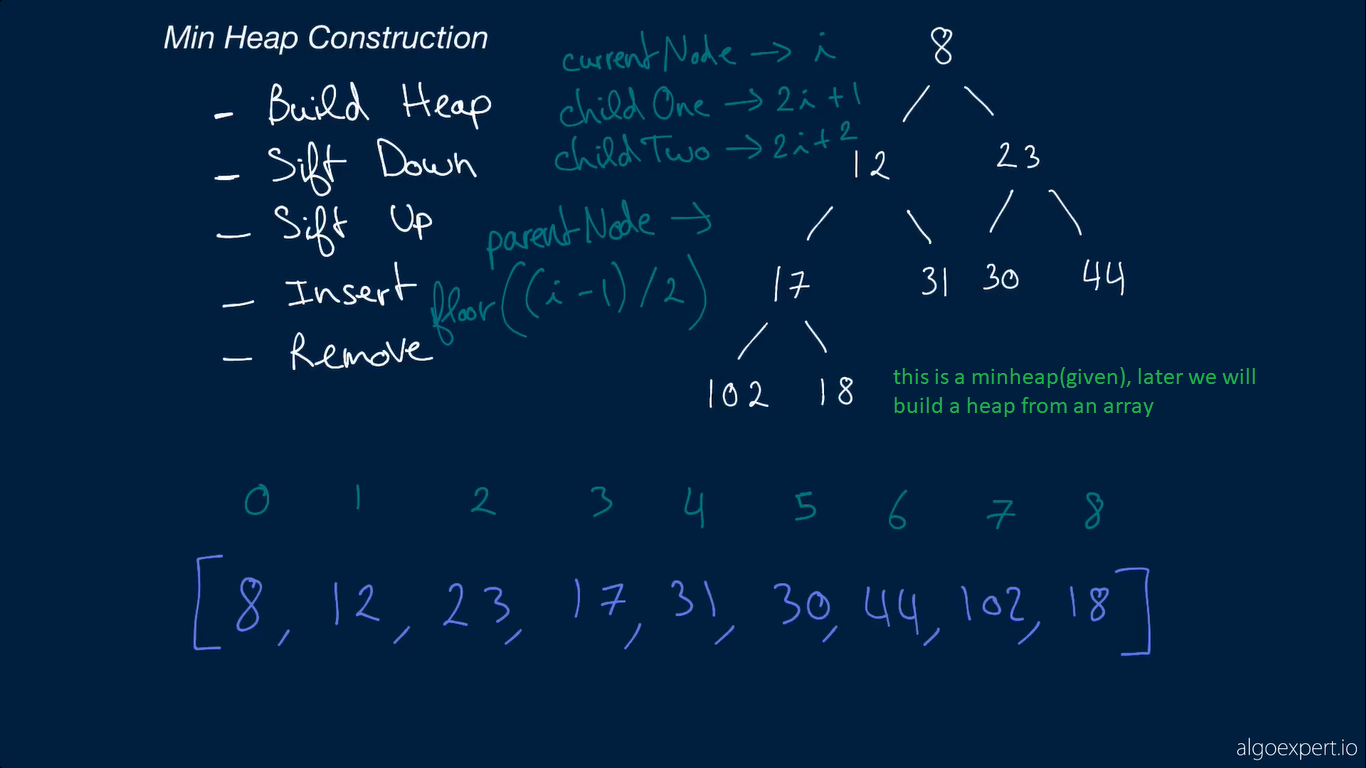 Min Heap Construction
- Build Heap
- Sift Down
- Sift Up
- Insert
- Remove
currentNode → i
childOne → 2i+1
childTwo → 2i+2
parentNode →
floor((i-1)/2)
8
12 23
17 31 30 44
102 18
this is a minheap(given), later we will
build a heap from an array
0 1 2 3 4 5 6 7 8
[8, 12, 23, 17, 31, 30, 44, 102, 18]
algoexpert.io